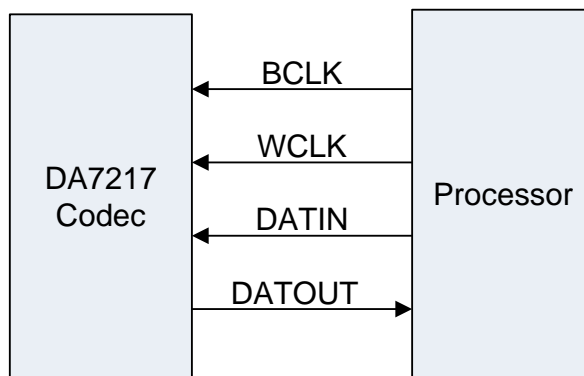 DA7217
Codec
BCLK
WCLK
DATIN
DATOUT
Processor